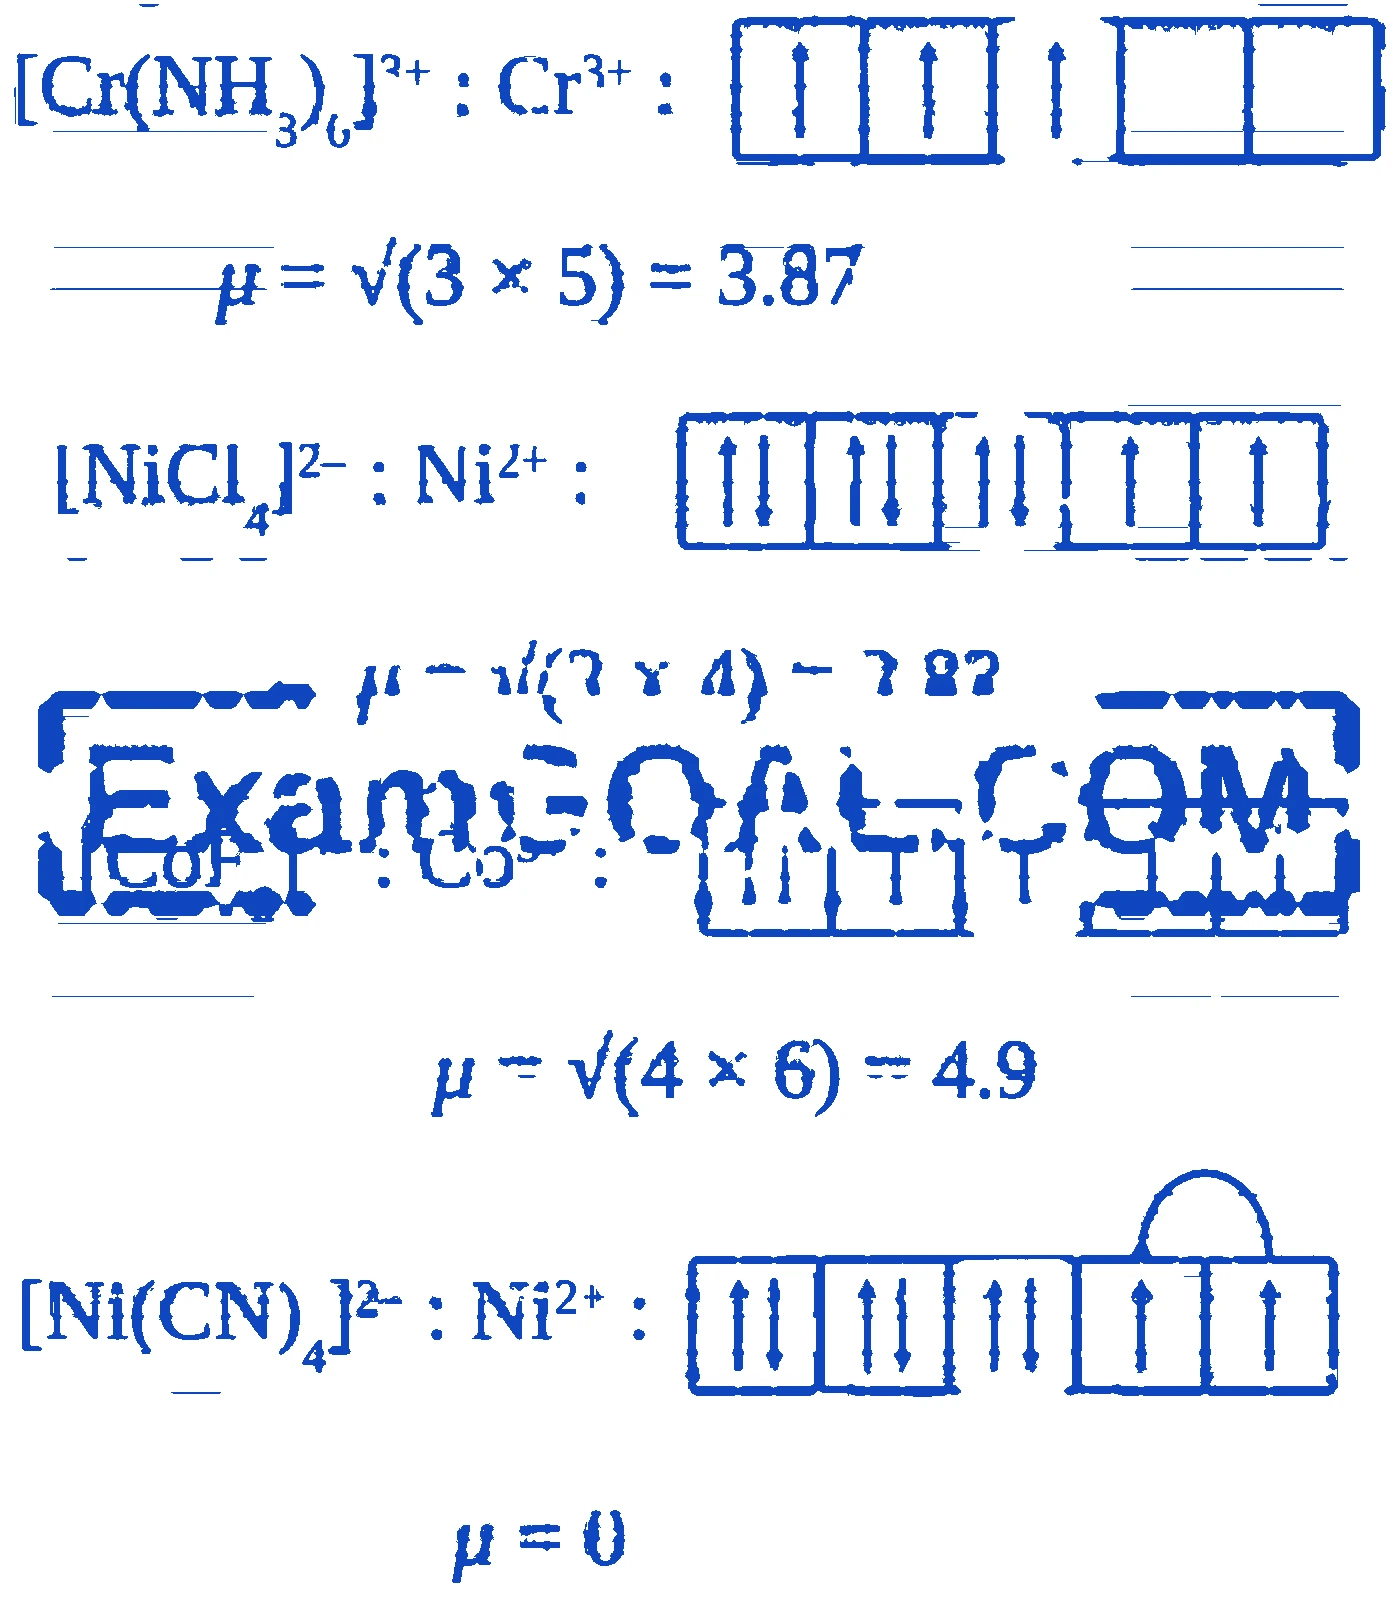 [Cr(NH₃)₆]³⁺ : Cr³⁺ :
μ = √(3 × 5) = 3.87
[NiCl₄]²⁻ : Ni²⁺ :
ExamGOAL.COM
μ = √(4 × 6) = 4.9
[Ni(CN)₄]²⁻ : Ni²⁺ :
μ = 0